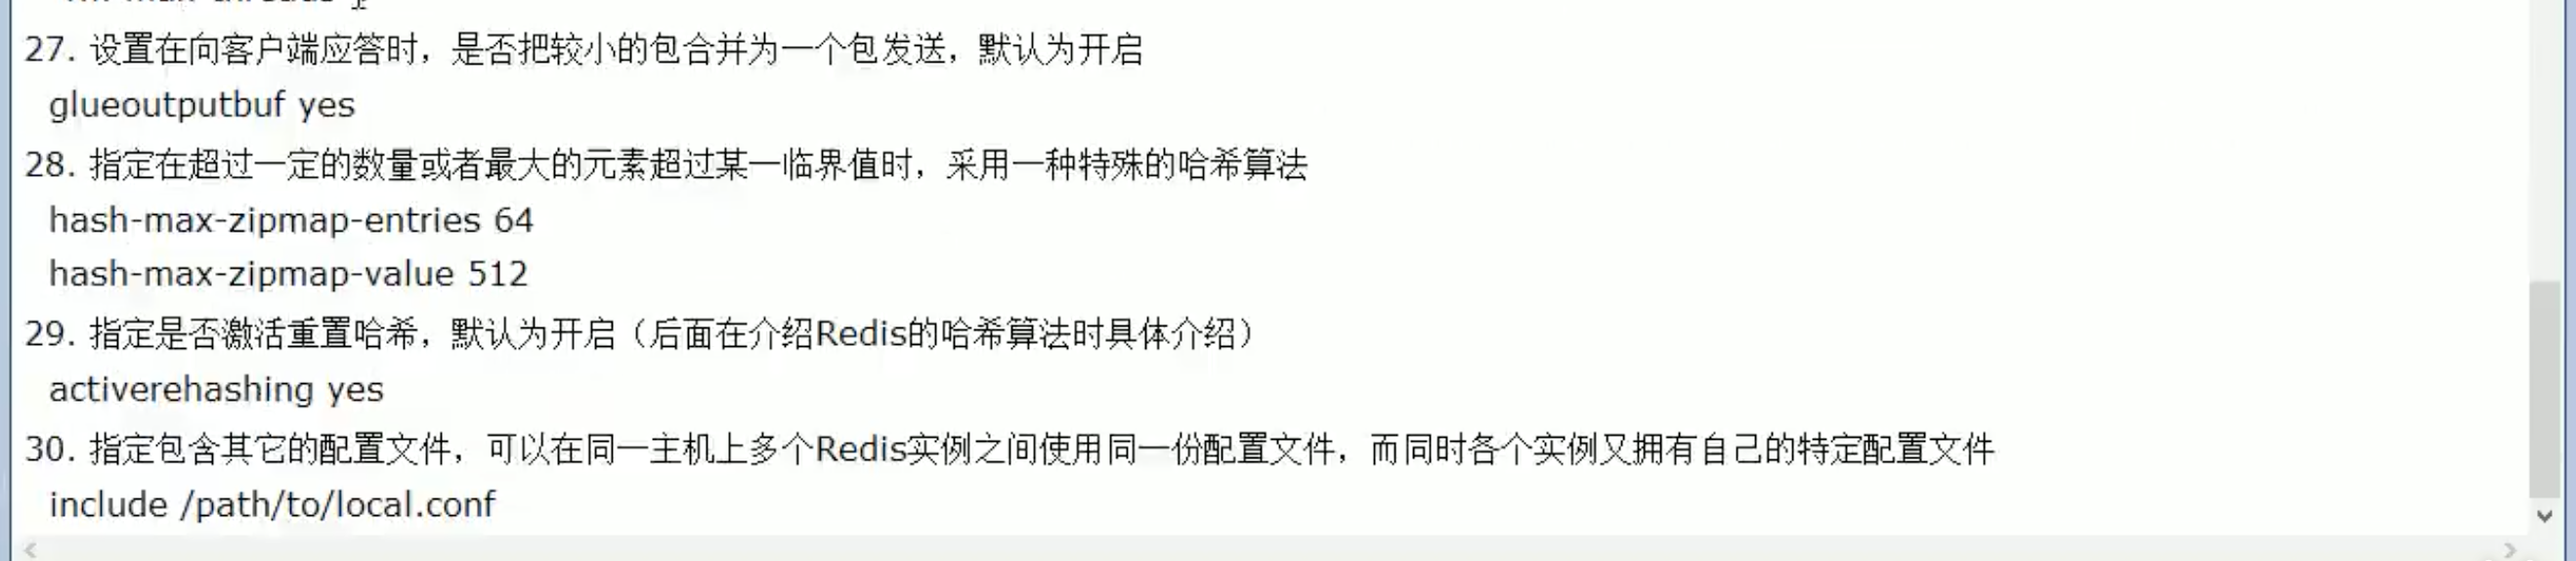 27. 设置在向客户端应答时，是否把较小的包合并为一个包发送，默认为开启
glueoutputbuf yes
28. 指定在超过一定的数量或者最大的元素超过某一临界值时，采用一种特殊的哈希算法
hash-max-zipmap-entries 64
hash-max-zipmap-value 512
29. 指定是否激活重置哈希，默认为开启（后面在介绍Redis的哈希算法时具体介绍）
activerehashing yes
30. 指定包含其它的配置文件，可以在同一主机上多个Redis实例之间使用同一份配置文件，而同时各个实例又拥有自己的特定配置文件
include /path/to/local.conf